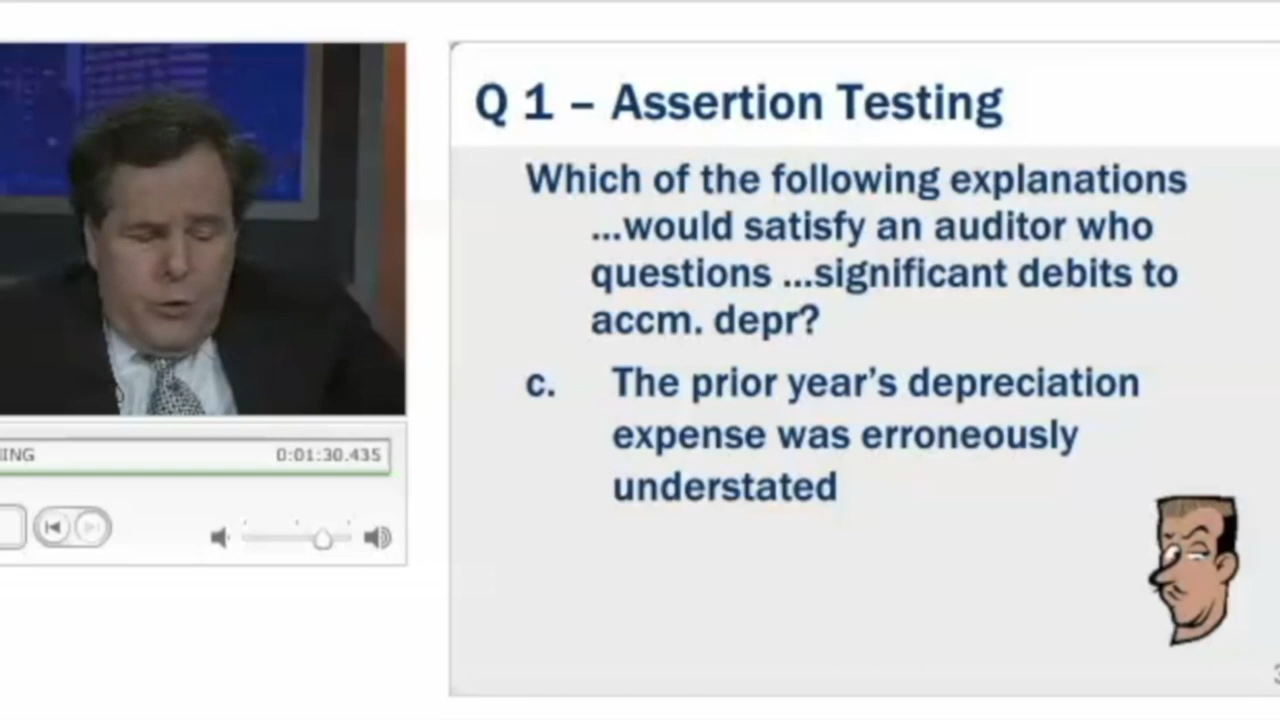 Q 1 – Assertion Testing
Which of the following explanations
...would satisfy an auditor who
questions ...significant debits to
accm. depr?
c. The prior year's depreciation
expense was erroneously
understated
ING 0:01:30.435